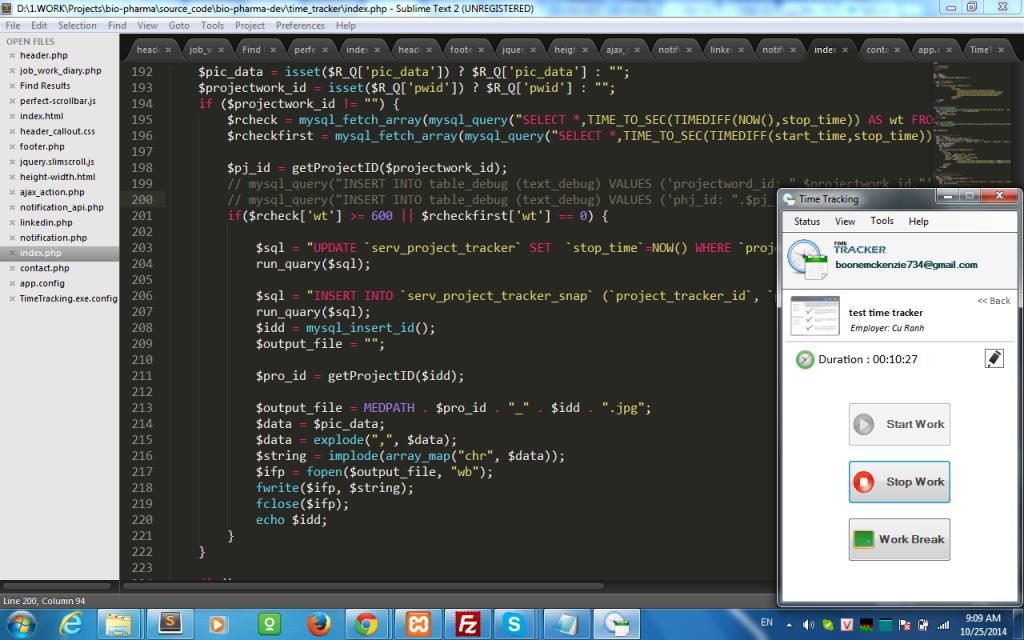 D:\1.WORK\Projects\bio-pharma\source_code\bio-pharma-dev\time_tracker\index.php - Sublime Text 2 (UNREGISTERED)
File Edit Selection Find View Goto Tools Project Preferences Help
OPEN FILES
header.php
job_work_diary.php
Find Results
perfect-scrollbar.js
index.html
header_callout.css
footer.php
jquery.slimscroll.js
height-width.html
ajax_action.php
notification_api.php
linkedin.php
notification.php
index.php
contact.php
app.config
TimeTracking.exe.config
head job_v Find perfe index head foote jquer heigh ajax_ notifi linke notifi index conta app.c TimeT
192 $pic_data = isset($R_Q['pic_data']) ? $R_Q['pic_data'] : "";
193 $projectwork_id = isset($R_Q['pwid']) ? $R_Q['pwid'] : "";
194 if ($projectwork_id != "") {
195 $rcheck = mysql_fetch_array(mysql_query("SELECT *,TIME_TO_SEC(TIMEDIFF(NOW(),stop_time)) AS wt FRO
196 $rcheckfirst = mysql_fetch_array(mysql_query("SELECT *,TIME_TO_SEC(TIMEDIFF(start_time,stop_time))
197
198 $pj_id = getProjectID($projectwork_id);
199 // mysql_query("INSERT INTO table_debug (text_debug) VALUES ('projectword_id: ".$projectwork_id."'
200 // mysql_query("INSERT INTO table_debug (text_debug) VALUES ('phj_id: ".$pj_
201 if($rcheck['wt'] >= 600 || $rcheckfirst['wt'] == 0) {
202
203 $sql = "UPDATE `serv_project_tracker` SET `stop_time`=NOW() WHERE `proj
204 run_quary($sql);
205
206 $sql = "INSERT INTO `serv_project_tracker_snap` (`project_tracker_id`, `
207 run_quary($sql);
208 $idd = mysql_insert_id();
209 $output_file = "";
210
211 $pro_id = getProjectID($idd);
212
213 $output_file = MEDPATH . $pro_id . "_" . $idd . ".jpg";
214 $data = $pic_data;
215 $data = explode(",", $data);
216 $string = implode(array_map("chr", $data));
217 $ifp = fopen($output_file, "wb");
218 fwrite($ifp, $string);
219 fclose($ifp);
220 echo $idd;
221 }
222 }
223
Time Tracking
Status View Tools Help
TIME
TRACKER
boonemckenzie734@gmail.com
<< Back
test time tracker
Employer: Cu Ranh
Duration : 00:10:27
Start Work
Stop Work
Work Break
Line 200, Column 94
EN
9:09 AM
10/25/2014